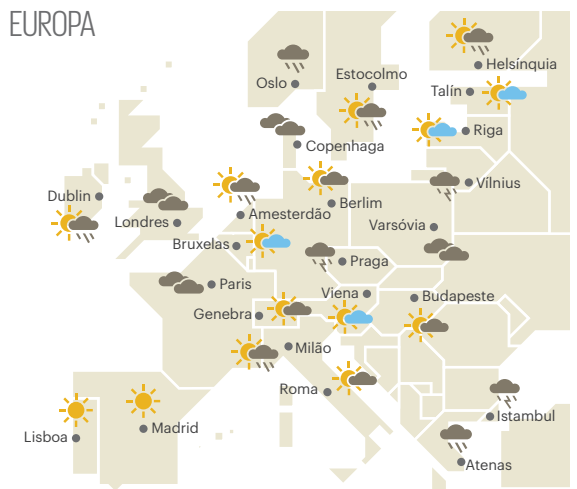 EUROPA
Helsínquia
Estocolmo
Oslo
Talín
Riga
Copenhaga
Vílnius
Dublin
Berlim
Londres
Amesterdão
Varsóvia
Bruxelas
Praga
Paris
Viena
Budapeste
Genebra
Milão
Roma
Madrid
Lisboa
Istambul
Atenas